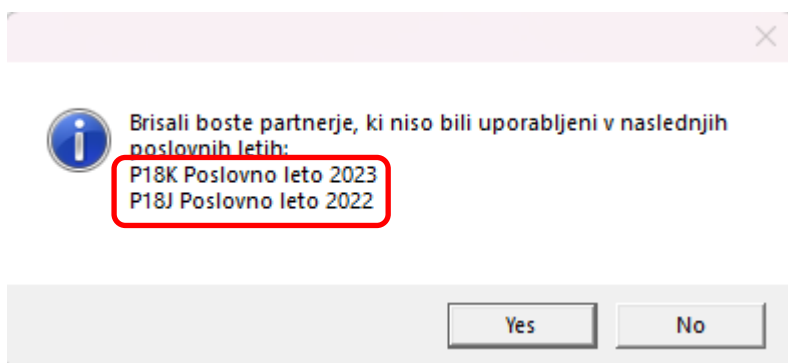 Brisali boste partnerje, ki niso bili uporabljeni v naslednjih
poslovnih letih:
P18K Poslovno leto 2023
P18J Poslovno leto 2022
Yes
No